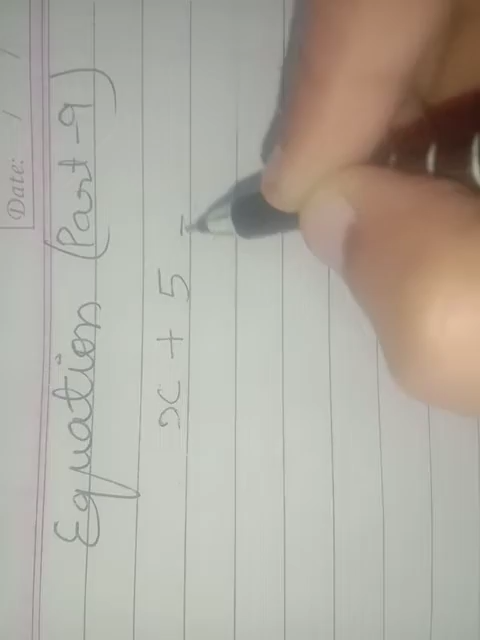 Date: / /
Equation (Part-9)
x + 5 -